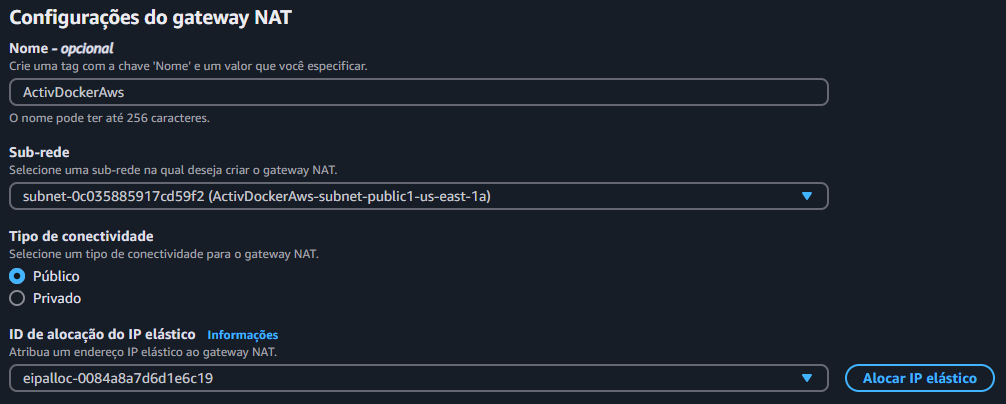 Configurações do gateway NAT
Nome - opcional
Crie uma tag com a chave 'Nome' e um valor que você especificar.
ActivDockerAws
O nome pode ter até 256 caracteres.
Sub-rede
Selecione uma sub-rede na qual deseja criar o gateway NAT.
subnet-0c035885917cd59f2 (ActivDockerAws-subnet-public1-us-east-1a)
Tipo de conectividade
Selecione um tipo de conectividade para o gateway NAT.
Público
Privado
ID de alocação do IP elástico Informações
Atribua um endereço IP elástico ao gateway NAT.
eipalloc-0084a8a7d6d1e6c19 Alocar IP elástico